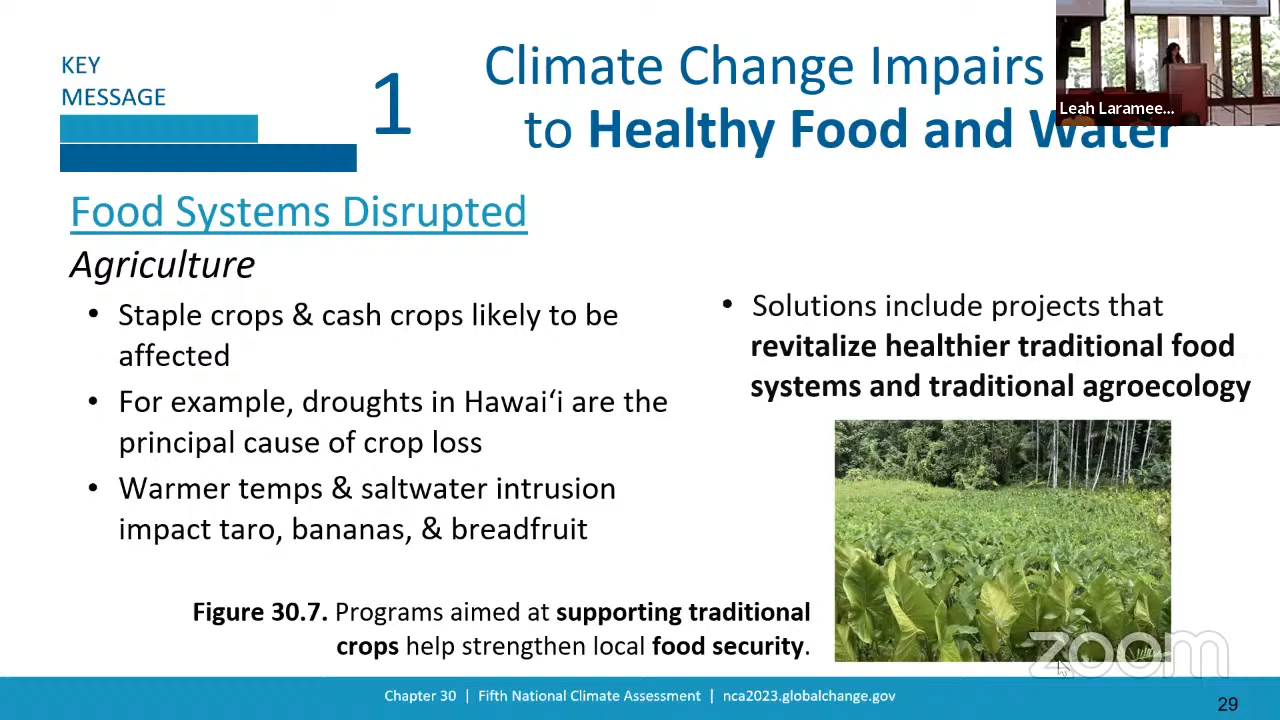 KEY
MESSAGE
1
Climate Change Impairs
to Healthy Food and Water
Leah Laramee...
Food Systems Disrupted
Agriculture
• Staple crops & cash crops likely to be
affected
• For example, droughts in Hawai‘i are the
principal cause of crop loss
• Warmer temps & saltwater intrusion
impact taro, bananas, & breadfruit
• Solutions include projects that
revitalize healthier traditional food
systems and traditional agroecology
Figure 30.7. Programs aimed at supporting traditional
crops help strengthen local food security.
zoom
Chapter 30 | Fifth National Climate Assessment | nca2023.globalchange.gov
29